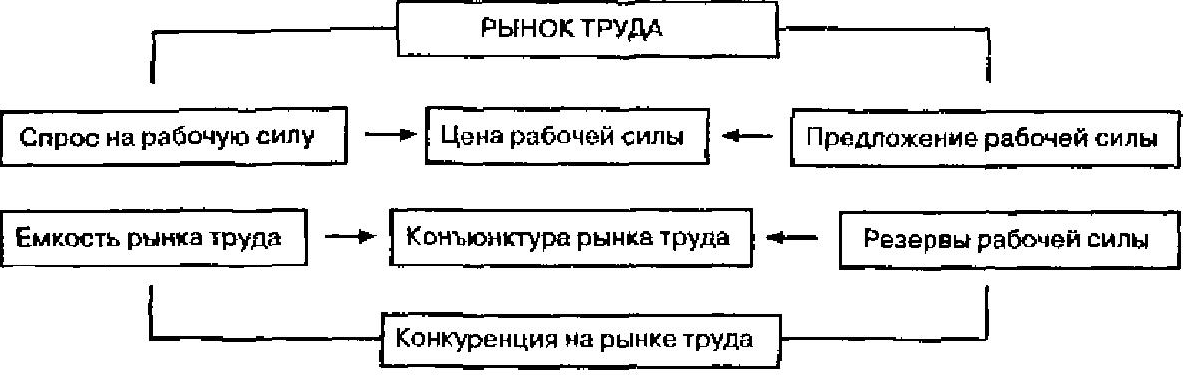 РЫНОК ТРУДА
Спрос на рабочую силу
Цена рабочей силы
Предложение рабочей силы
Емкость рынка труда
Конъюнктура рынка труда
Резервы рабочей силы
Конкуренция на рынке труда